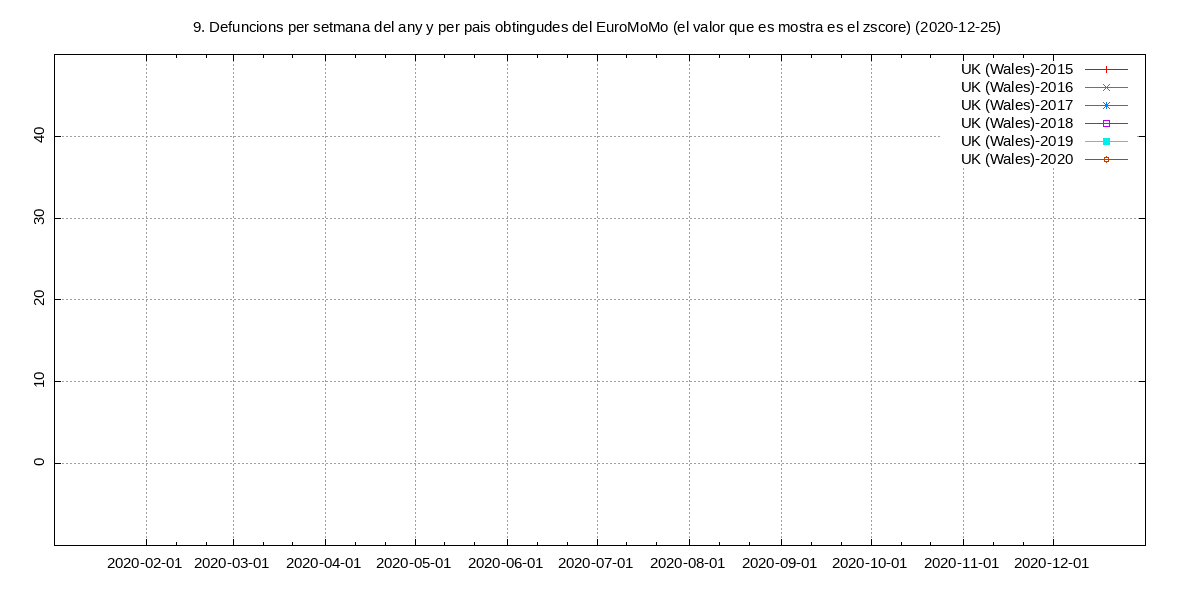 9. Defuncions per setmana del any y per pais obtingudes del EuroMoMo (el valor que es mostra es el zscore) (2020-12-25)
UK (Wales)-2015
UK (Wales)-2016
UK (Wales)-2017
UK (Wales)-2018
UK (Wales)-2019
UK (Wales)-2020
40
30
20
10
0
2020-02-01 2020-03-01 2020-04-01 2020-05-01 2020-06-01 2020-07-01 2020-08-01 2020-09-01 2020-10-01 2020-11-01 2020-12-01